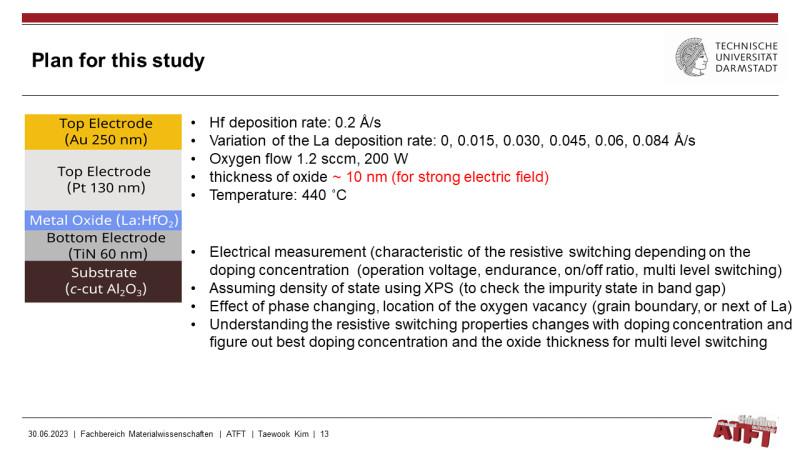 Plan for this study
TECHNISCHE
UNIVERSITÄT
DARMSTADT
Top Electrode
(Au 250 nm)
Top Electrode
(Pt 130 nm)
Metal Oxide (La:HfO₂)
Bottom Electrode
(TiN 60 nm)
Substrate
(c-cut Al₂O₃)
• Hf deposition rate: 0.2 Å/s
• Variation of the La deposition rate: 0, 0.015, 0.030, 0.045, 0.06, 0.084 Å/s
• Oxygen flow 1.2 sccm, 200 W
• thickness of oxide ~ 10 nm (for strong electric field)
• Temperature: 440 ˚C
• Electrical measurement (characteristic of the resistive switching depending on the
doping concentration (operation voltage, endurance, on/off ratio, multi level switching)
• Assuming density of state using XPS (to check the impurity state in band gap)
• Effect of phase changing, location of the oxygen vacancy (grain boundary, or next of La)
• Understanding the resistive switching properties changes with doping concentration and
figure out best doping concentration and the oxide thickness for multi level switching
30.06.2023 | Fachbereich Materialwissenschaften | ATFT | Taewook Kim | 13
ATFT